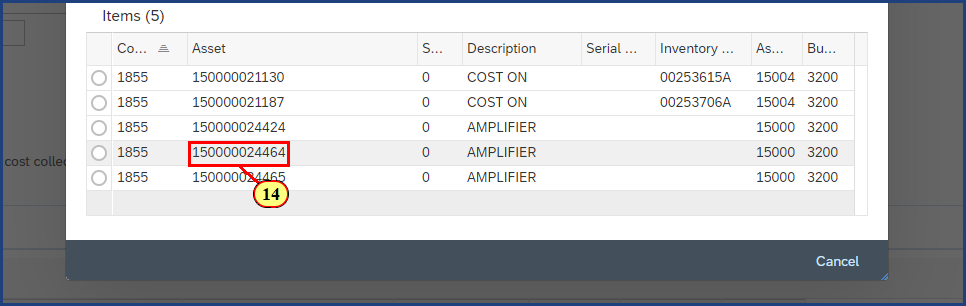 Items (5)
Co... Asset S... Description Serial ... Inventory ... As... Bu...
1855 150000021130 0 COST ON 00253615A 15004 3200
1855 150000021187 0 COST ON 00253706A 15004 3200
1855 150000024424 0 AMPLIFIER 15000 3200
cost collec 1855 150000024464 0 AMPLIFIER 15000 3200
1855 150000024465 0 AMPLIFIER 15000 3200
14
Cancel